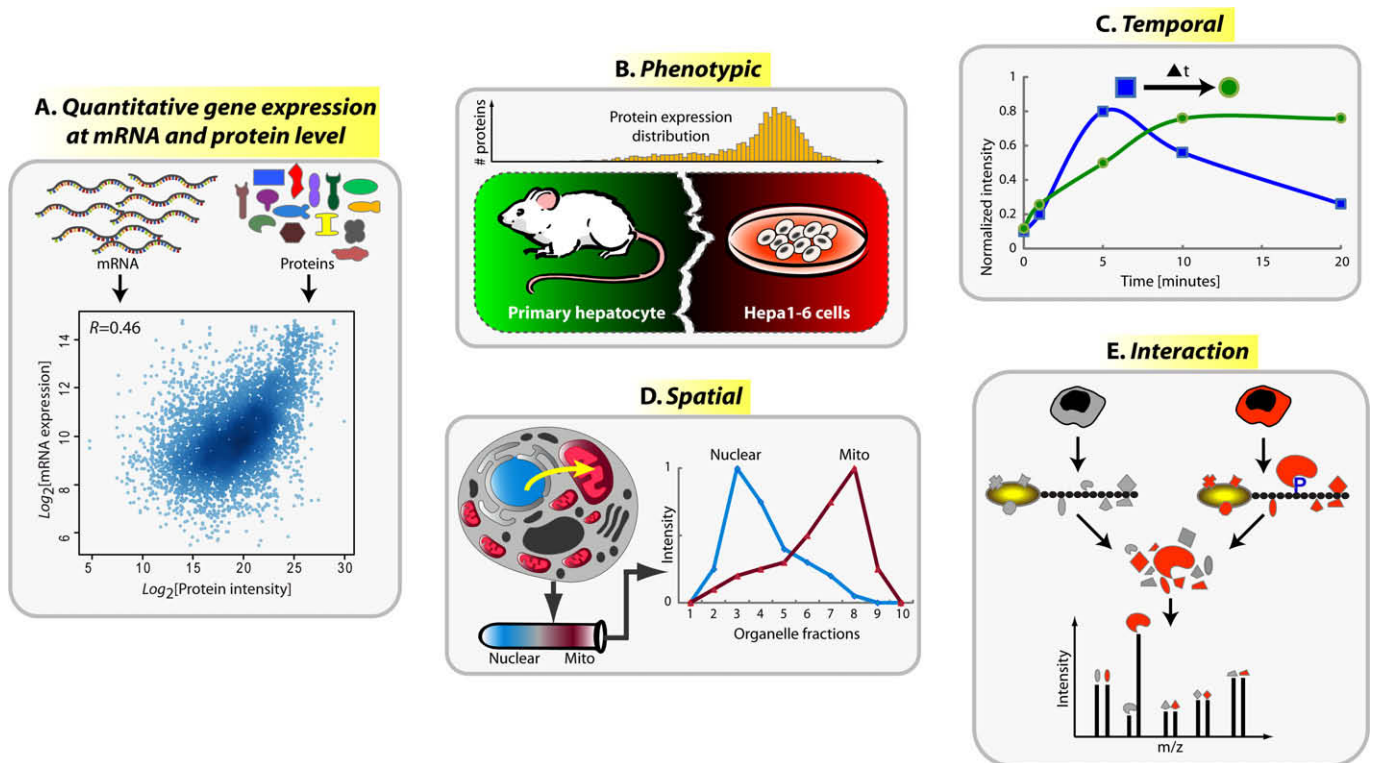 A. Quantitative gene expression
at mRNA and protein level
mRNA
Proteins
R=0.46
Log2[mRNA expression]
14
12
10
8
6
5
10
15
20
25
30
Log2[Protein intensity]
B. Phenotypic
# proteins
Protein expression
distribution
Primary hepatocyte
Hepa1-6 cells
C. Temporal
Δt
Normalized intensity
1
0.8
0.6
0.4
0.2
0
0
5
10
15
20
Time [minutes]
D. Spatial
Nuclear
Mito
Intensity
1
0
1 2 3 4 5 6 7 8 9 10
Organelle fractions
Nuclear
Mito
E. Interaction
P
Intensity
m/z